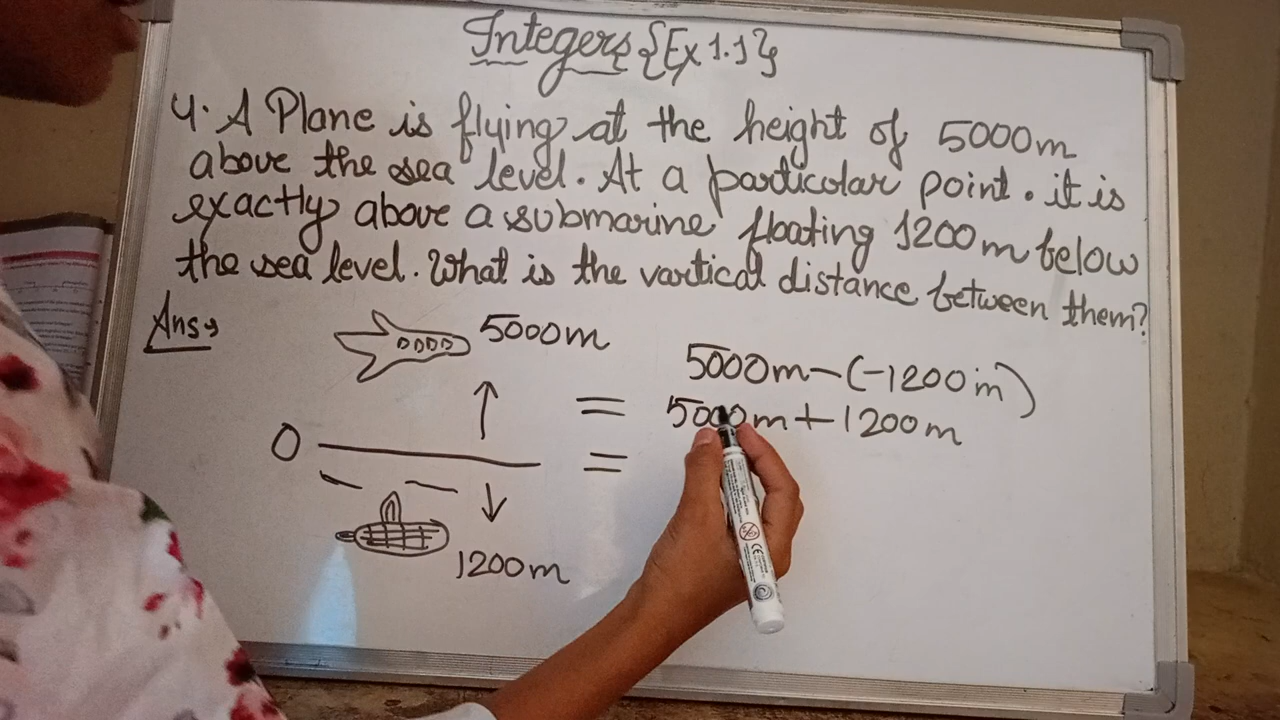 Integers {Ex 1.1}
4. A Plane is flying at the height of 5000m
above the sea level. At a particular point. it is
exactly above a submarine floating 1200m below
the sea level. What is the vartical distance between them?
Ans→
5000m
0
1200m
5000m-(-1200m)
= 5000m+1200m
=